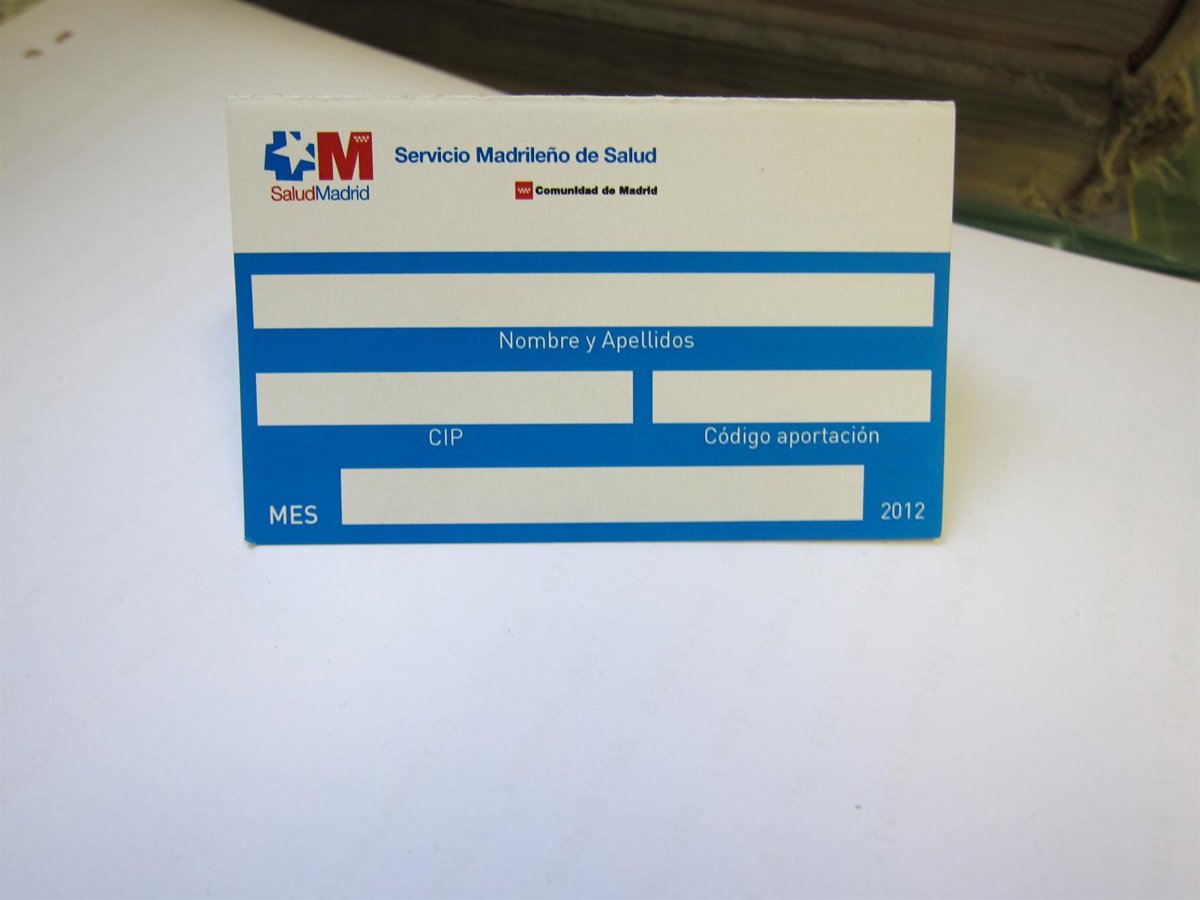 M
SaludMadrid
Servicio Madrileño de Salud
Comunidad de Madrid
Nombre y Apellidos
CIP
Código aportación
MES
2012